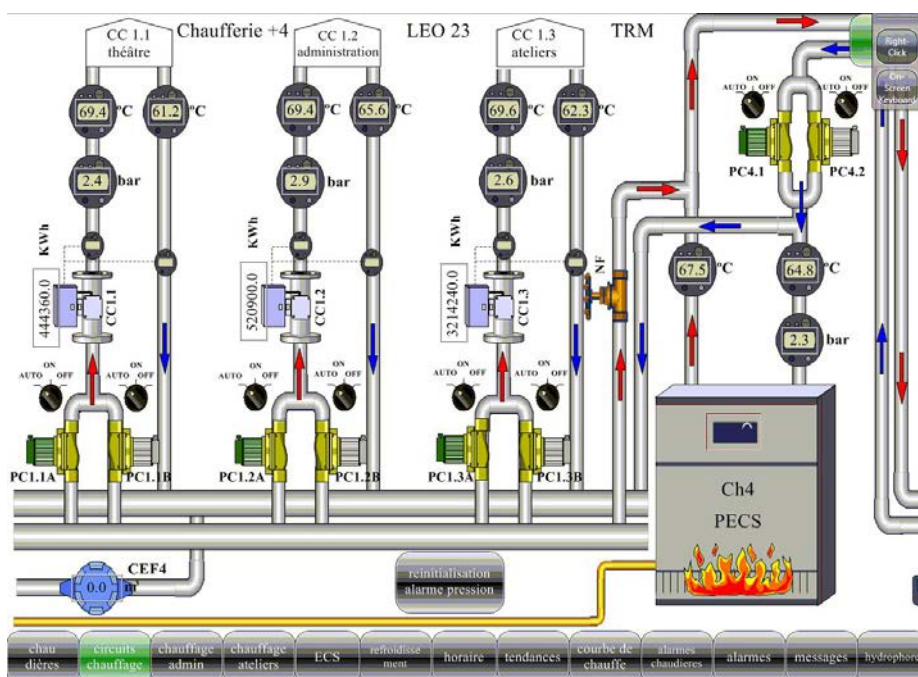 Chaufferie +4
LEO 23
TRM
CC 1.1
théâtre
CC 1.2
administration
CC 1.3
ateliers
Right-
Click
On-
Screen
Keyboard
69.4 °C
61.2 °C
69.4 °C
65.6 °C
69.6 °C
62.3 °C
ON
AUTO OFF
ON
AUTO OFF
PC4.1
PC4.2
2.4 bar
2.9 bar
2.6 bar
KWh
KWh
KWh
NF
67.5 °C
64.8 °C
444360.0
CC1.1
520900.0
CC1.2
3214240.0
CC1.3
2.3 bar
ON
AUTO OFF
AUTO OFF
ON
AUTO OFF
AUTO OFF
ON
AUTO OFF
AUTO OFF
PC1.1A
PC1.1B
PC1.2A
PC1.2B
PC1.3A
PC1.3B
Ch4
PECS
CEF4
0.0 m
reinitialisation
alarme pression
chau
dières
circuits
chauffage
chauffage
admin
chauffage
ateliers
ECS
refroidisse
ment
horaire
tendances
courbe de
chauffe
alarmes
chaudieres
alarmes
messages
hydrophore